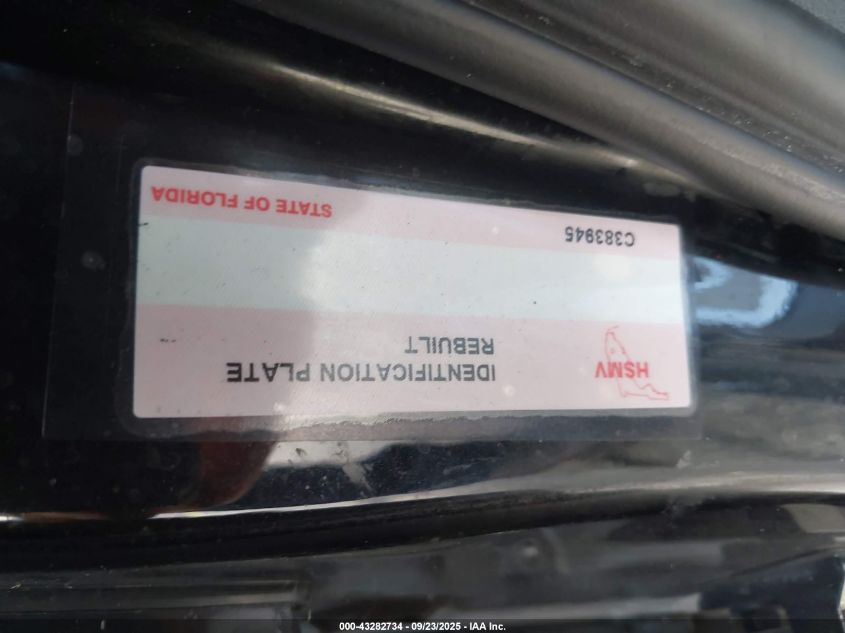 HSMV
IDENTIFICATION PLATE
REBUILT
C383945
STATE OF FLORIDA
000-43282734 - 09/23/2025 - IAA Inc.